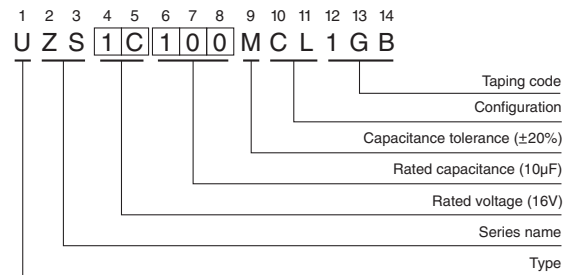 1 2 3 4 5 6 7 8 9 10 11 12 13 14
U Z S 1 C 1 0 0 M C L 1 G B
Taping code
Configuration
Capacitance tolerance (±20%)
Rated capacitance (10µF)
Rated voltage (16V)
Series name
Type